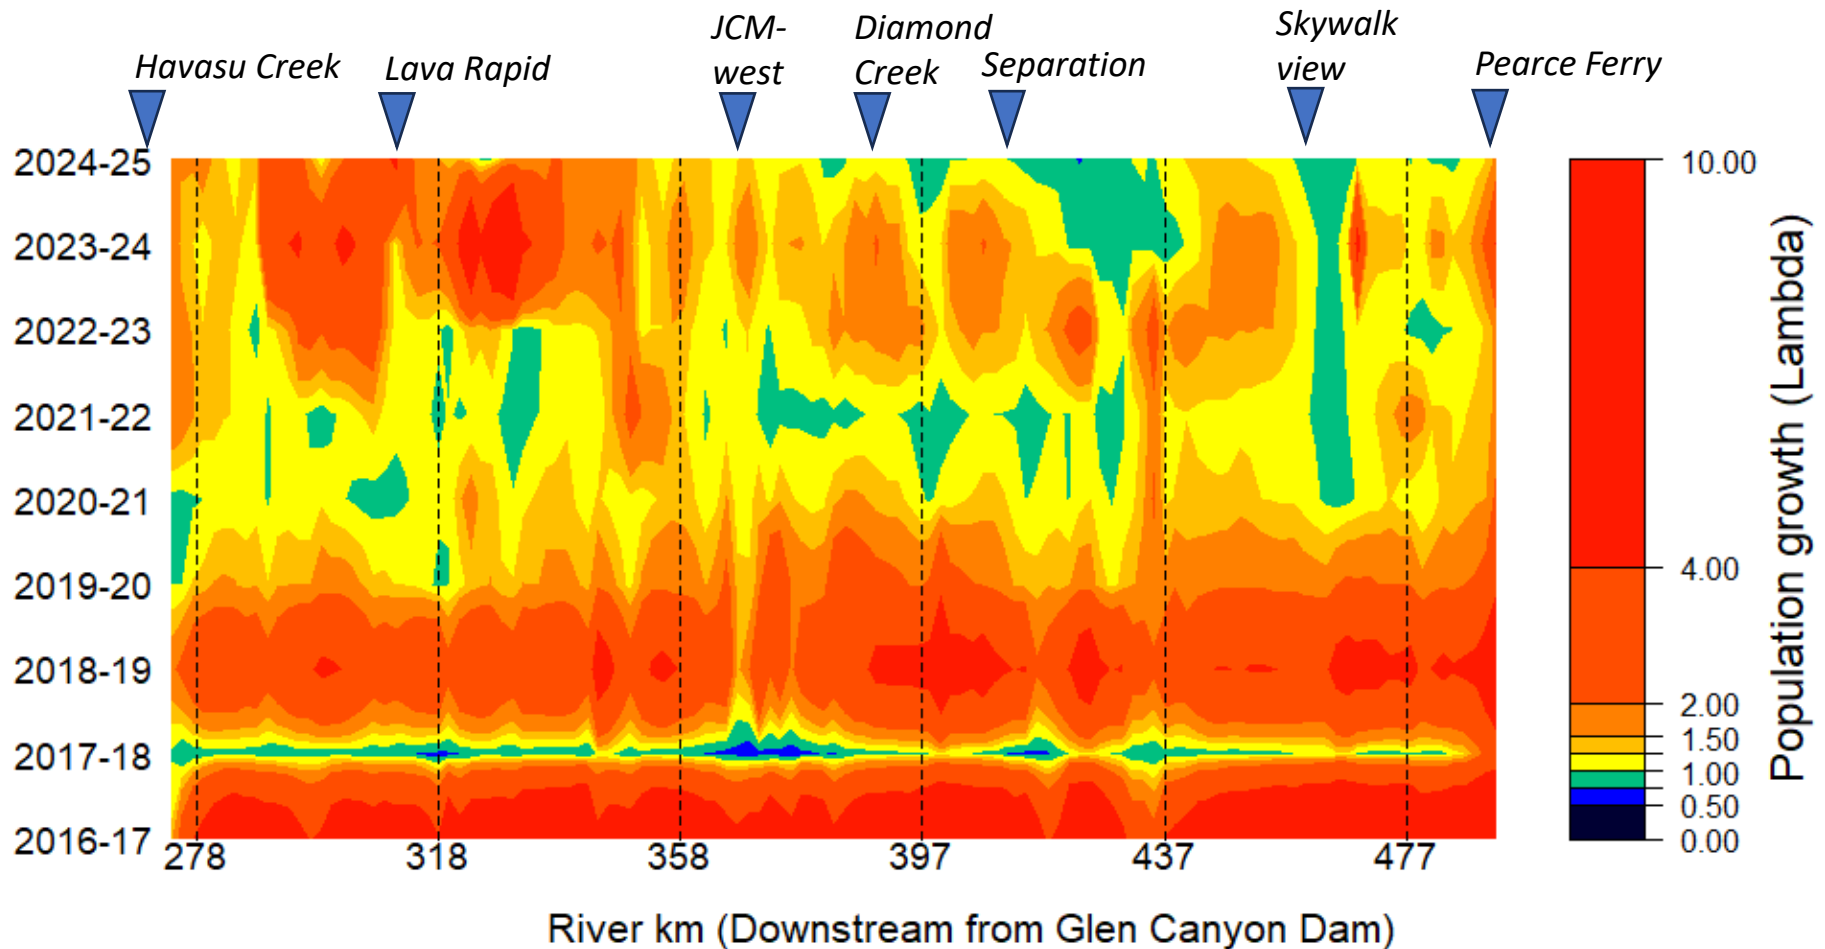 JCM-
west
Diamond
Creek
Skywalk
view
Havasu Creek
Lava Rapid
Separation
Pearce Ferry
2024-25
2023-24
2022-23
2021-22
2020-21
2019-20
2018-19
2017-18
2016-17
278
318
358
397
437
477
River km (Downstream from Glen Canyon Dam)
10.00
4.00
2.00
1.50
1.00
0.50
0.00
Population growth (Lambda)